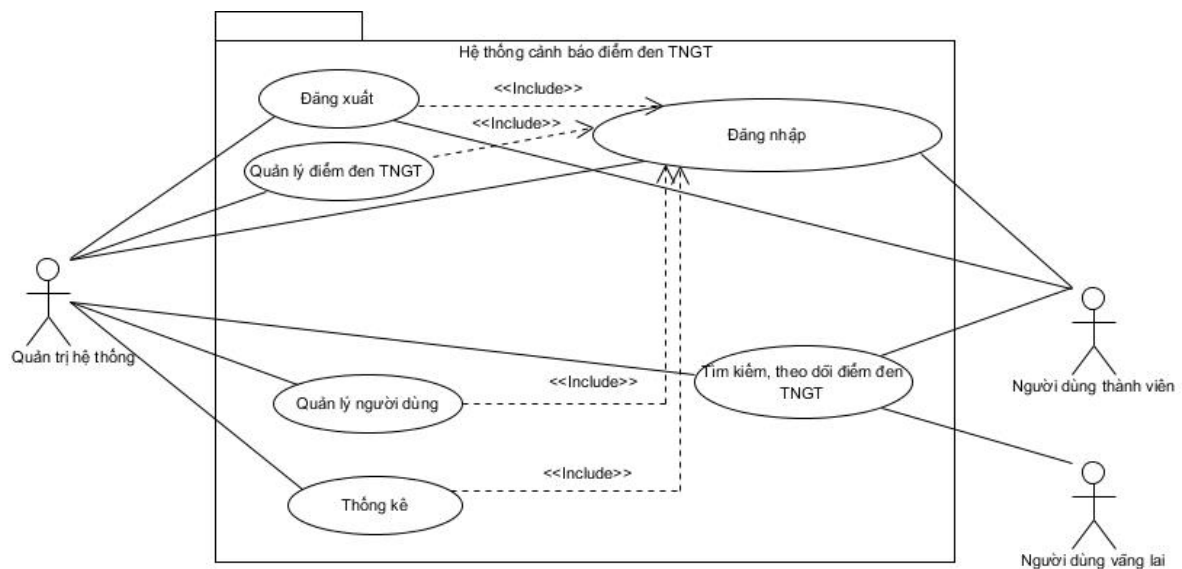 Hệ thống cảnh báo điểm đen TNGT
Đăng xuất
<<Include>>
<<Include>>
Đăng nhập
Quản lý điểm đen TNGT
Quản trị hệ thống
Tìm kiếm, theo dõi điểm đen
TNGT
Người dùng thành viên
<<Include>>
Quản lý người dùng
<<Include>>
Thống kê
Người dùng vãng lai